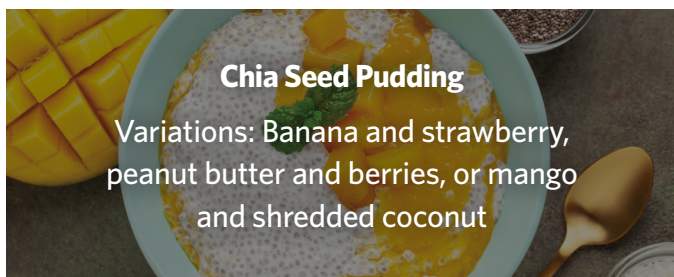 Chia Seed Pudding
Variations: Banana and strawberry,
peanut butter and berries, or mango
and shredded coconut